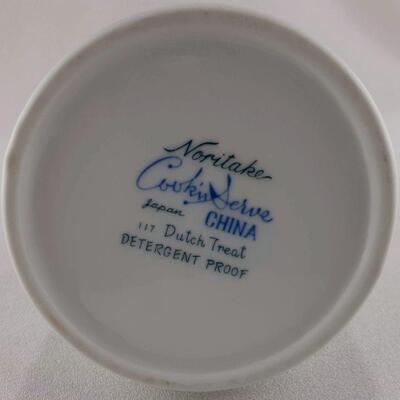 Noritake
Cook'n Serve
Japan CHINA
117 Dutch Treat
DETERGENT PROOF